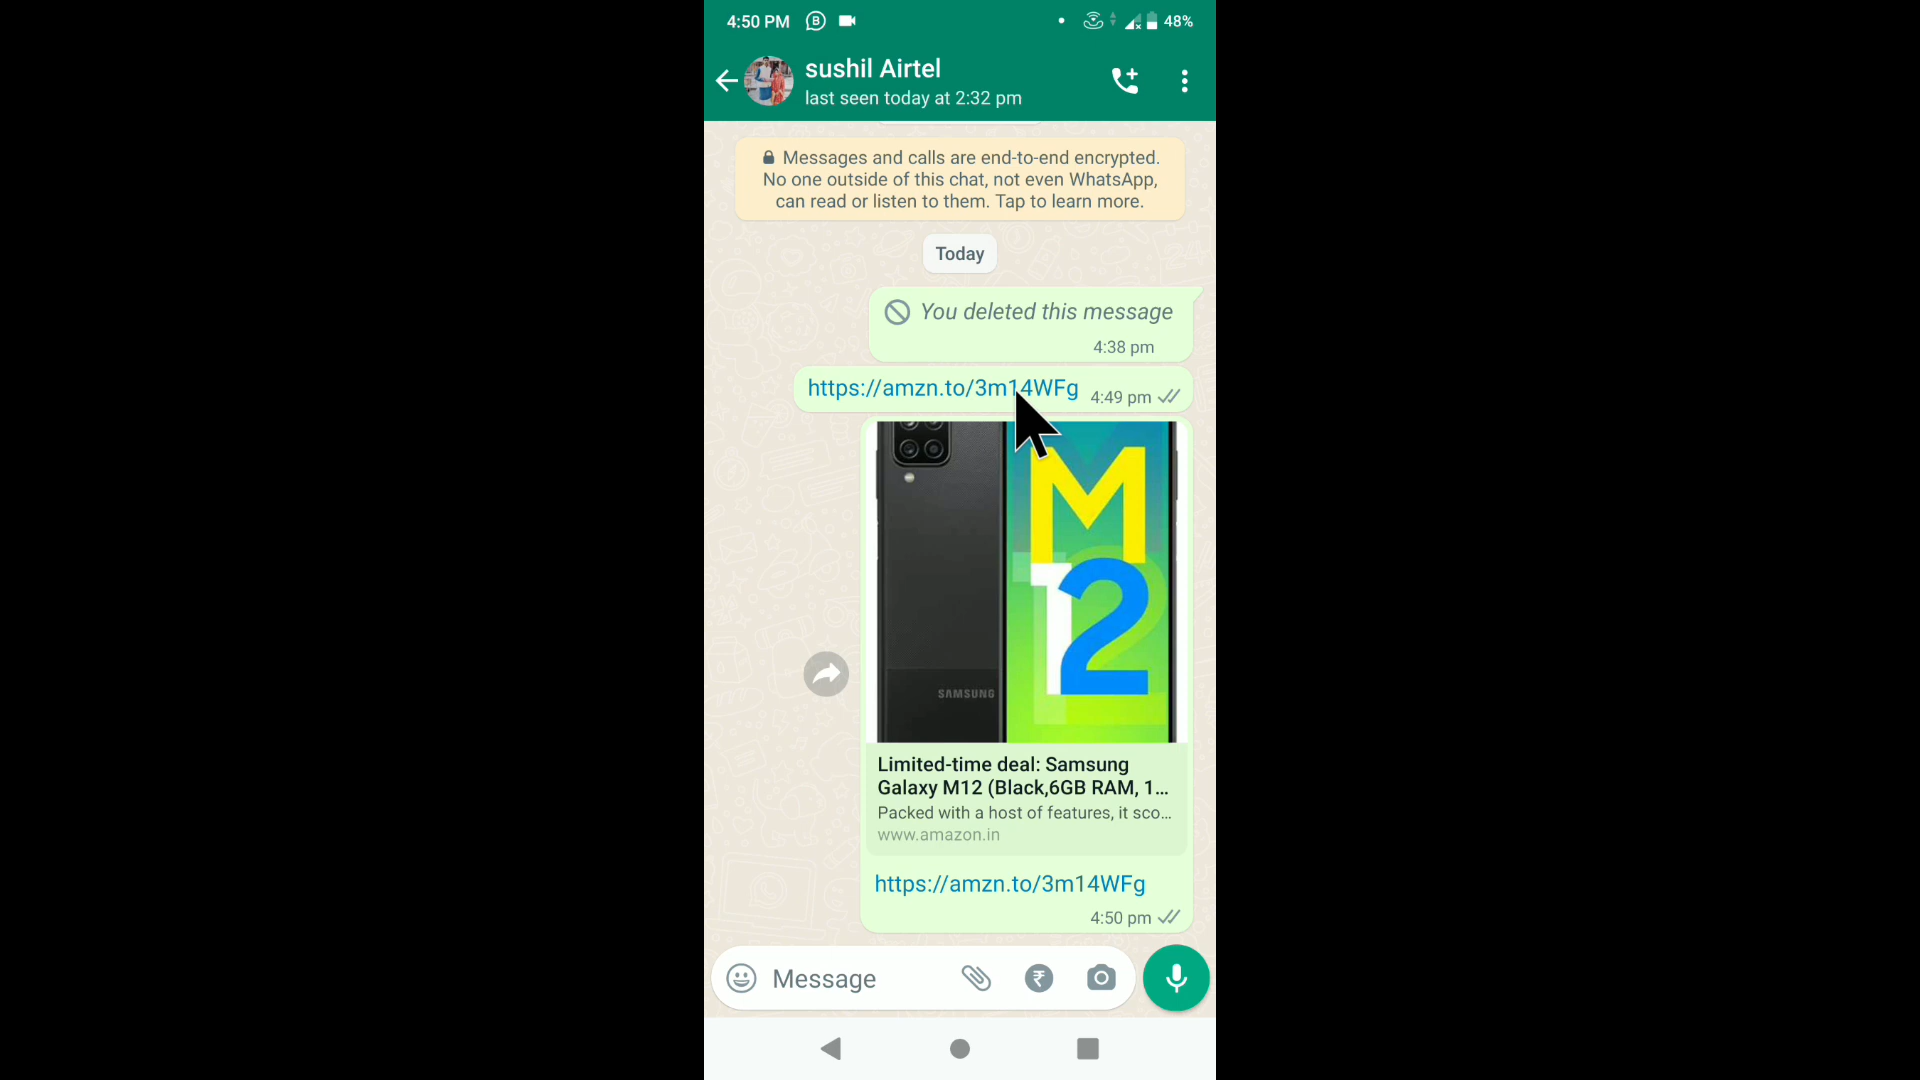 4:50 PM
48%
sushil Airtel
last seen today at 2:32 pm
Messages and calls are end-to-end encrypted.
No one outside of this chat, not even WhatsApp,
can read or listen to them. Tap to learn more.
Today
You deleted this message
4:38 pm
https://amzn.to/3m14WFg
4:49 pm
M
12
SAMSUNG
Limited-time deal: Samsung
Galaxy M12 (Black,6GB RAM, 1...
Packed with a host of features, it sco...
www.amazon.in
https://amzn.to/3m14WFg
4:50 pm
Message